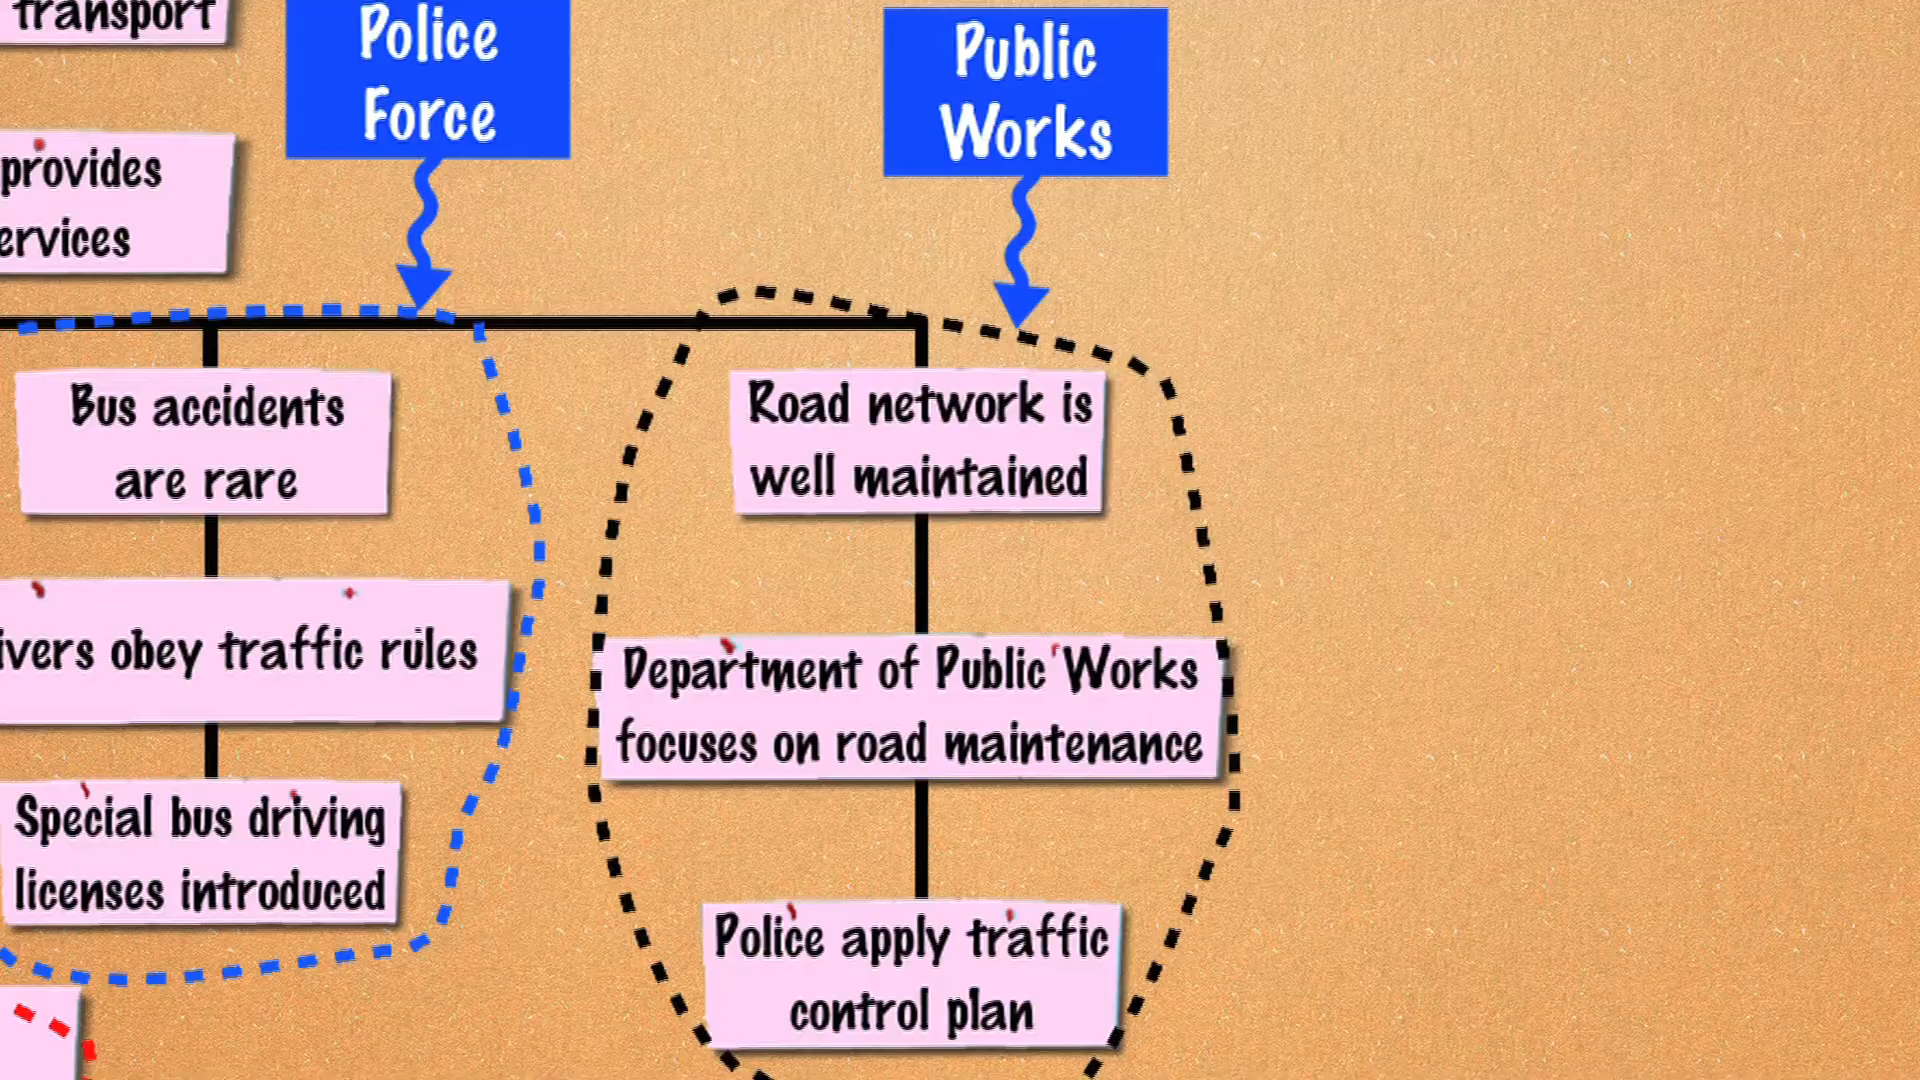 transport
Police
Force
Public
Works
provides
ervices
Bus accidents
are rare
Road network is
well maintained
ivers obey traffic rules
Department of Public Works
focuses on road maintenance
Special bus driving
licenses introduced
Police apply traffic
control plan